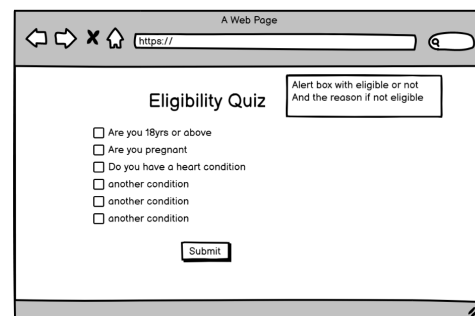 A Web Page
https://
Alert box with eligible or not
And the reason if not eligible
Eligibility Quiz
Are you 18yrs or above
Are you pregnant
Do you have a heart condition
another condition
another condition
another condition
Submit